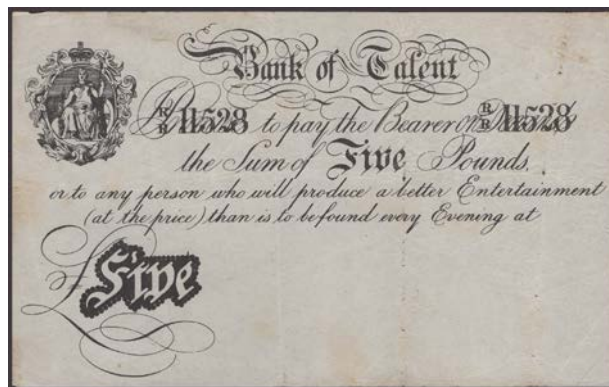 Bank of Talent
R/R 11528 to pay the Bearer on R/R 11528
the Sum of Five Pounds.
or to any person who will produce a better Entertainment
(at the price) than is to be found every Evening at
£Five